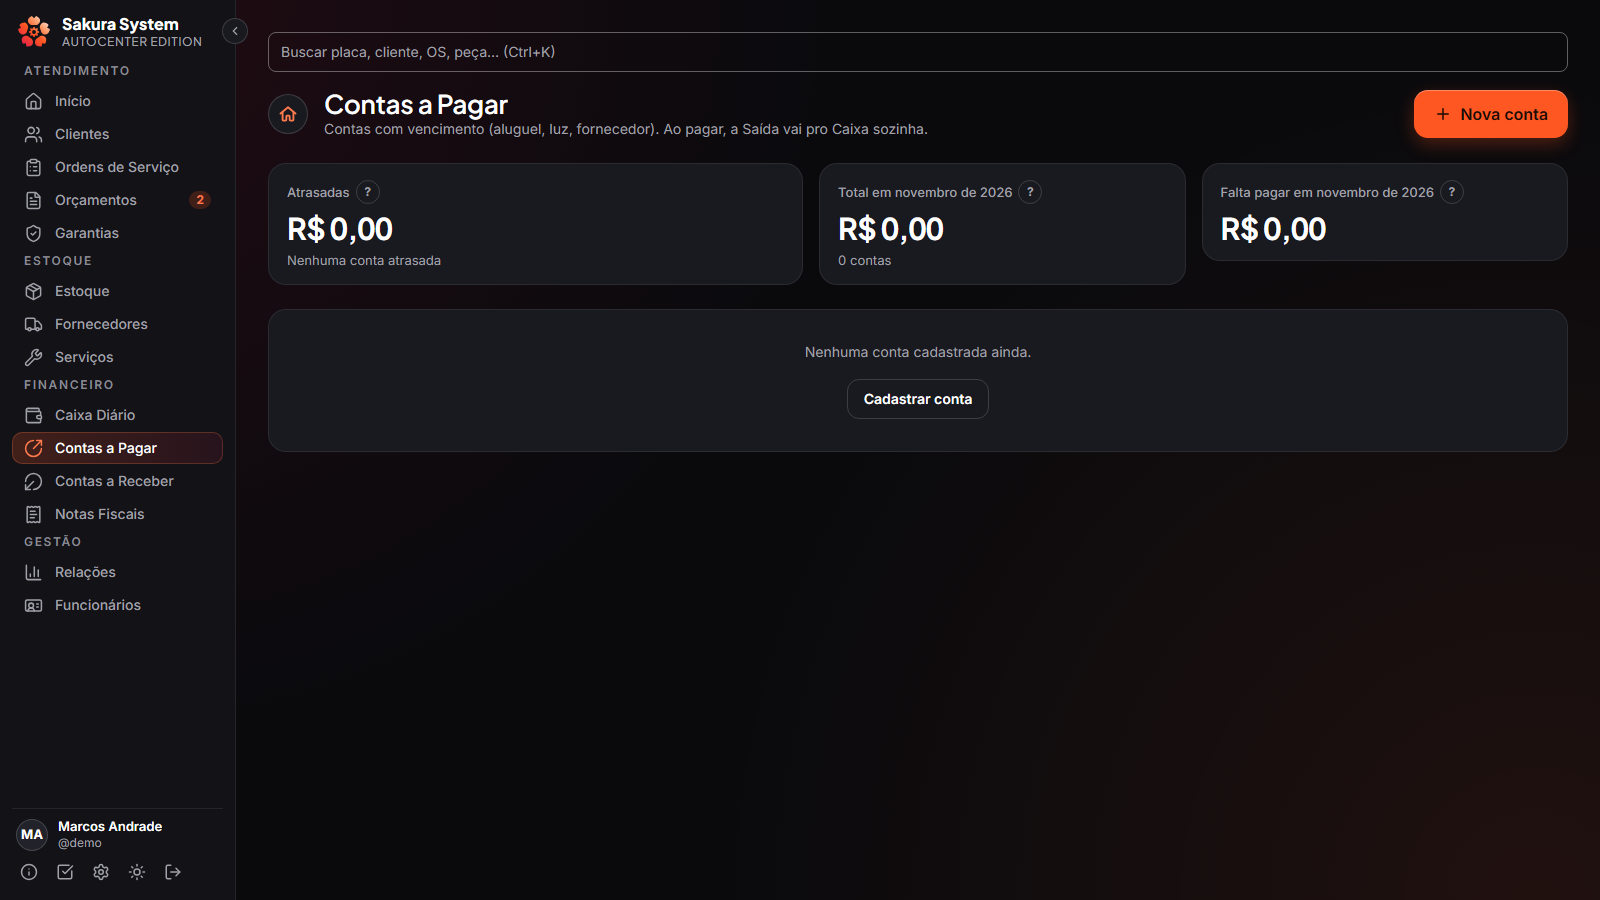 Sakura System
AUTOCENTER EDITION
ATENDIMENTO
Início
Clientes
Ordens de Serviço
Orçamentos 2
Garantias
ESTOQUE
Estoque
Fornecedores
Serviços
FINANCEIRO
Caixa Diário
Contas a Pagar
Contas a Receber
Notas Fiscais
GESTÃO
Relações
Funcionários
MA
Marcos Andrade
@demo
Buscar placa, cliente, OS, peça... (Ctrl+K)
Contas a Pagar
Contas com vencimento (aluguel, luz, fornecedor). Ao pagar, a Saída vai pro Caixa sozinha.
+ Nova conta
Atrasadas ?
R$ 0,00
Nenhuma conta atrasada
Total em novembro de 2026 ?
R$ 0,00
0 contas
Falta pagar em novembro de 2026 ?
R$ 0,00
Nenhuma conta cadastrada ainda.
Cadastrar conta